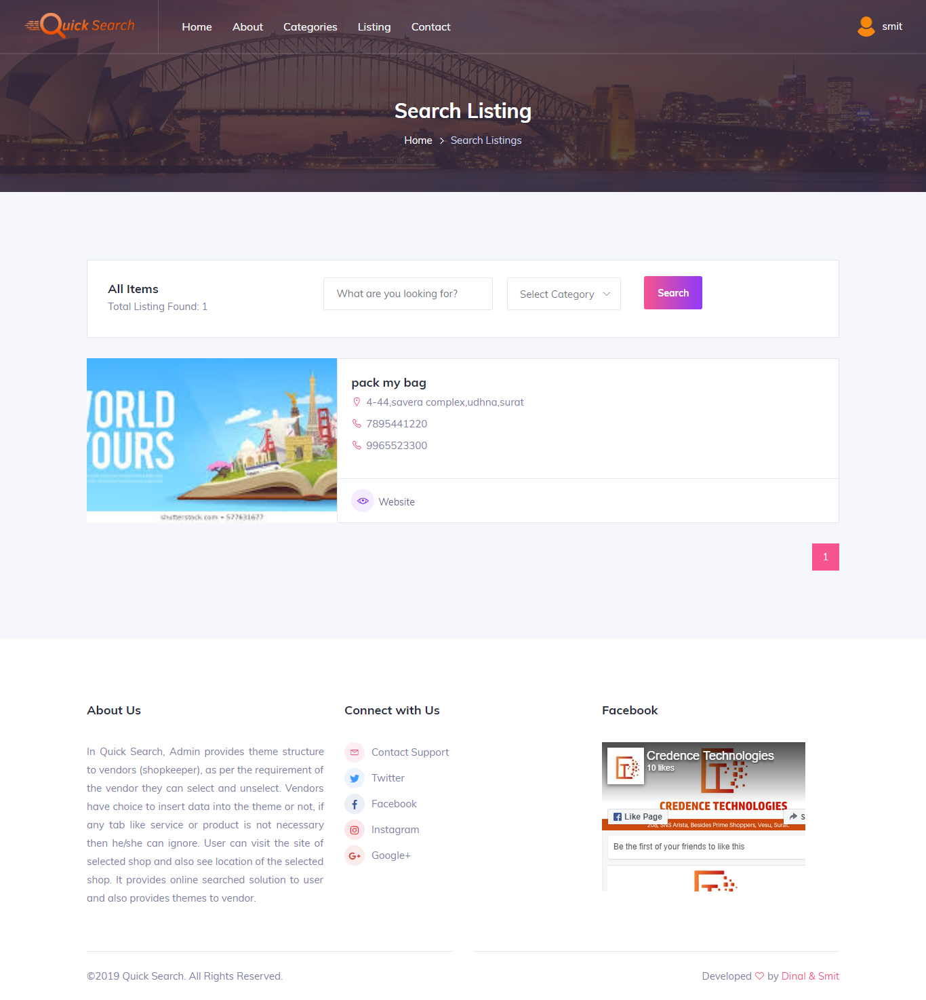 Quick Search
Home
About
Categories
Listing
Contact
smit
Search Listing
Home
Search Listings
All Items
Total Listing Found: 1
What are you looking for?
Select Category
Search
WORLD
YOURS
shutterstock.com • 577631677
pack my bag
4-44,savera complex,udhna,surat
7895441220
9965523300
Website
1
About Us
In Quick Search, Admin provides theme structure
to vendors (shopkeeper), as per the requirement of
the vendor they can select and unselect. Vendors
have choice to insert data into the theme or not, if
any tab like service or product is not necessary
then he/she can ignore. User can visit the site of
selected shop and also see location of the selected
shop. It provides online searched solution to user
and also provides themes to vendor.
Connect with Us
Contact Support
Twitter
Facebook
Instagram
Google+
Facebook
Credence Technologies
10 likes
CREDENCE TECHNOLOGIES
Like Page
S
208, SNS Arista, Besides Prime Shoppers, Vesu, Surat.
Be the first of your friends to like this
©2019 Quick Search. All Rights Reserved.
Developed ♡ by Dinal & Smit